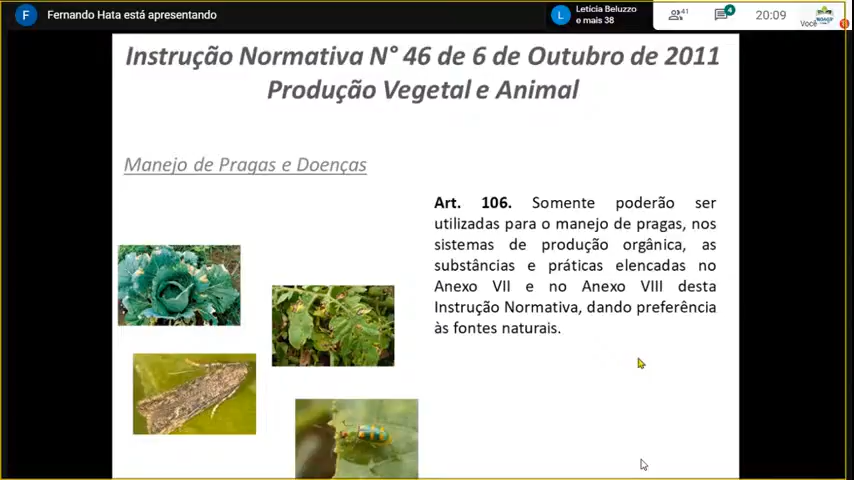 F Fernando Hata está apresentando
L Letícia Beluzzo
e mais 38
41
4
20:09
Você
Instrução Normativa N° 46 de 6 de Outubro de 2011
Produção Vegetal e Animal
Manejo de Pragas e Doenças
Art. 106. Somente poderão ser
utilizadas para o manejo de pragas, nos
sistemas de produção orgânica, as
substâncias e práticas elencadas no
Anexo VII e no Anexo VIII desta
Instrução Normativa, dando preferência
às fontes naturais.